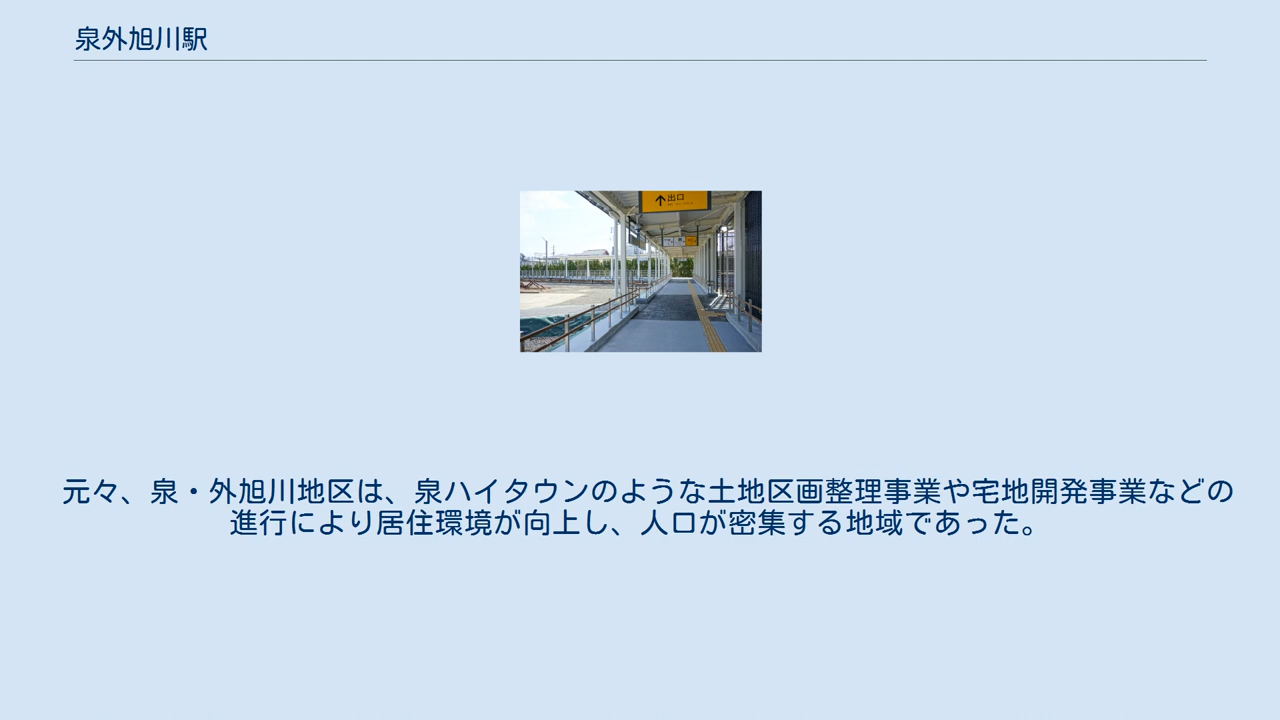 泉外旭川駅
出口
元々、泉・外旭川地区は、泉ハイタウンのような土地区画整理事業や宅地開発事業などの
進行により居住環境が向上し、人口が密集する地域であった。